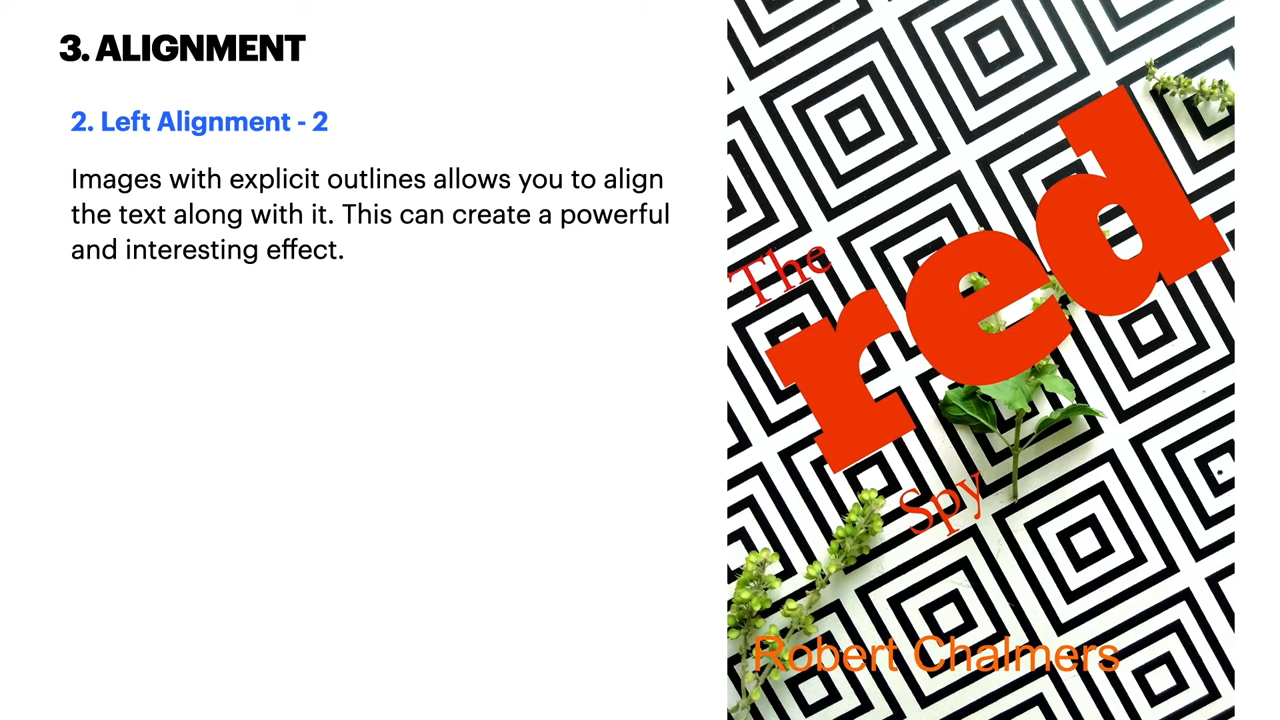 3. ALIGNMENT
2. Left Alignment - 2
Images with explicit outlines allows you to align
the text along with it. This can create a powerful
and interesting effect.
The
red
Spy
Robert Chalmers